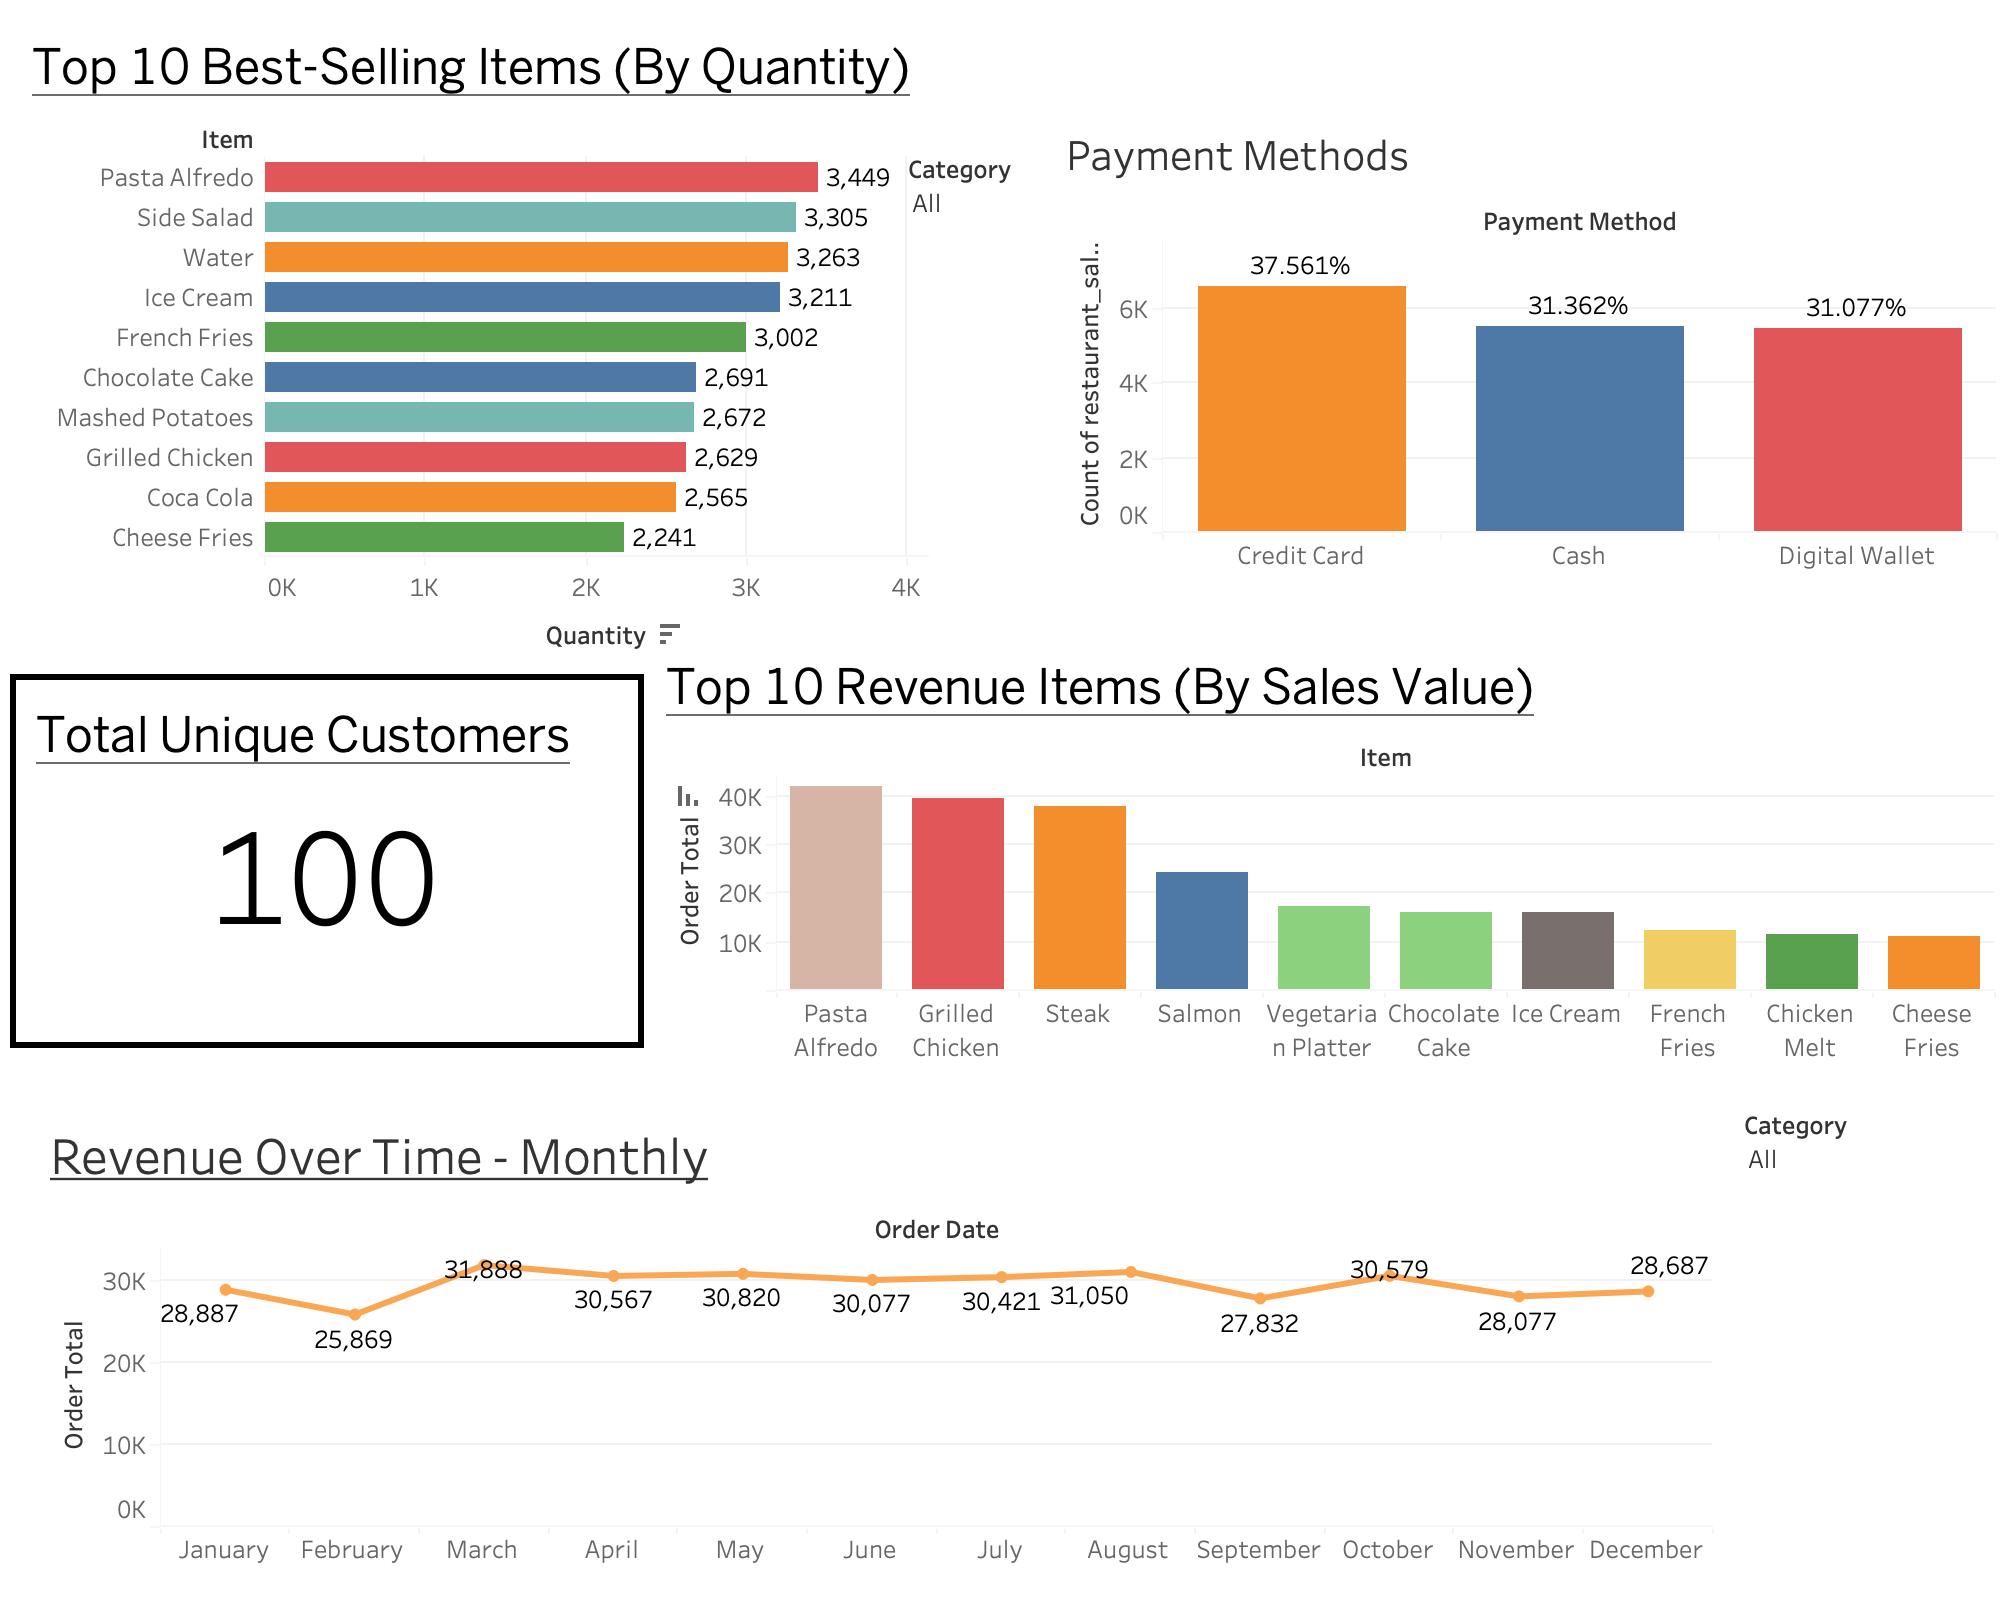 Top 10 Best-Selling Items (By Quantity)
Item
Pasta Alfredo 3,449
Side Salad 3,305
Water 3,263
Ice Cream 3,211
French Fries 3,002
Chocolate Cake 2,691
Mashed Potatoes 2,672
Grilled Chicken 2,629
Coca Cola 2,565
Cheese Fries 2,241
0K 1K 2K 3K 4K
Quantity
Category
All
Payment Methods
Payment Method
Count of restaurant_sal..
6K
4K
2K
0K
37.561% 31.362% 31.077%
Credit Card Cash Digital Wallet
Total Unique Customers
100
Top 10 Revenue Items (By Sales Value)
Item
Order Total
40K
30K
20K
10K
Pasta Grilled Steak Salmon Vegetaria Chocolate Ice Cream French Chicken Cheese
Alfredo Chicken n Platter Cake Fries Melt Fries
Category
All
Revenue Over Time - Monthly
Order Date
Order Total
30K
20K
10K
0K
28,887 25,869 31,888 30,567 30,820 30,077 30,421 31,050 27,832 30,579 28,077 28,687
January February March April May June July August September October November December